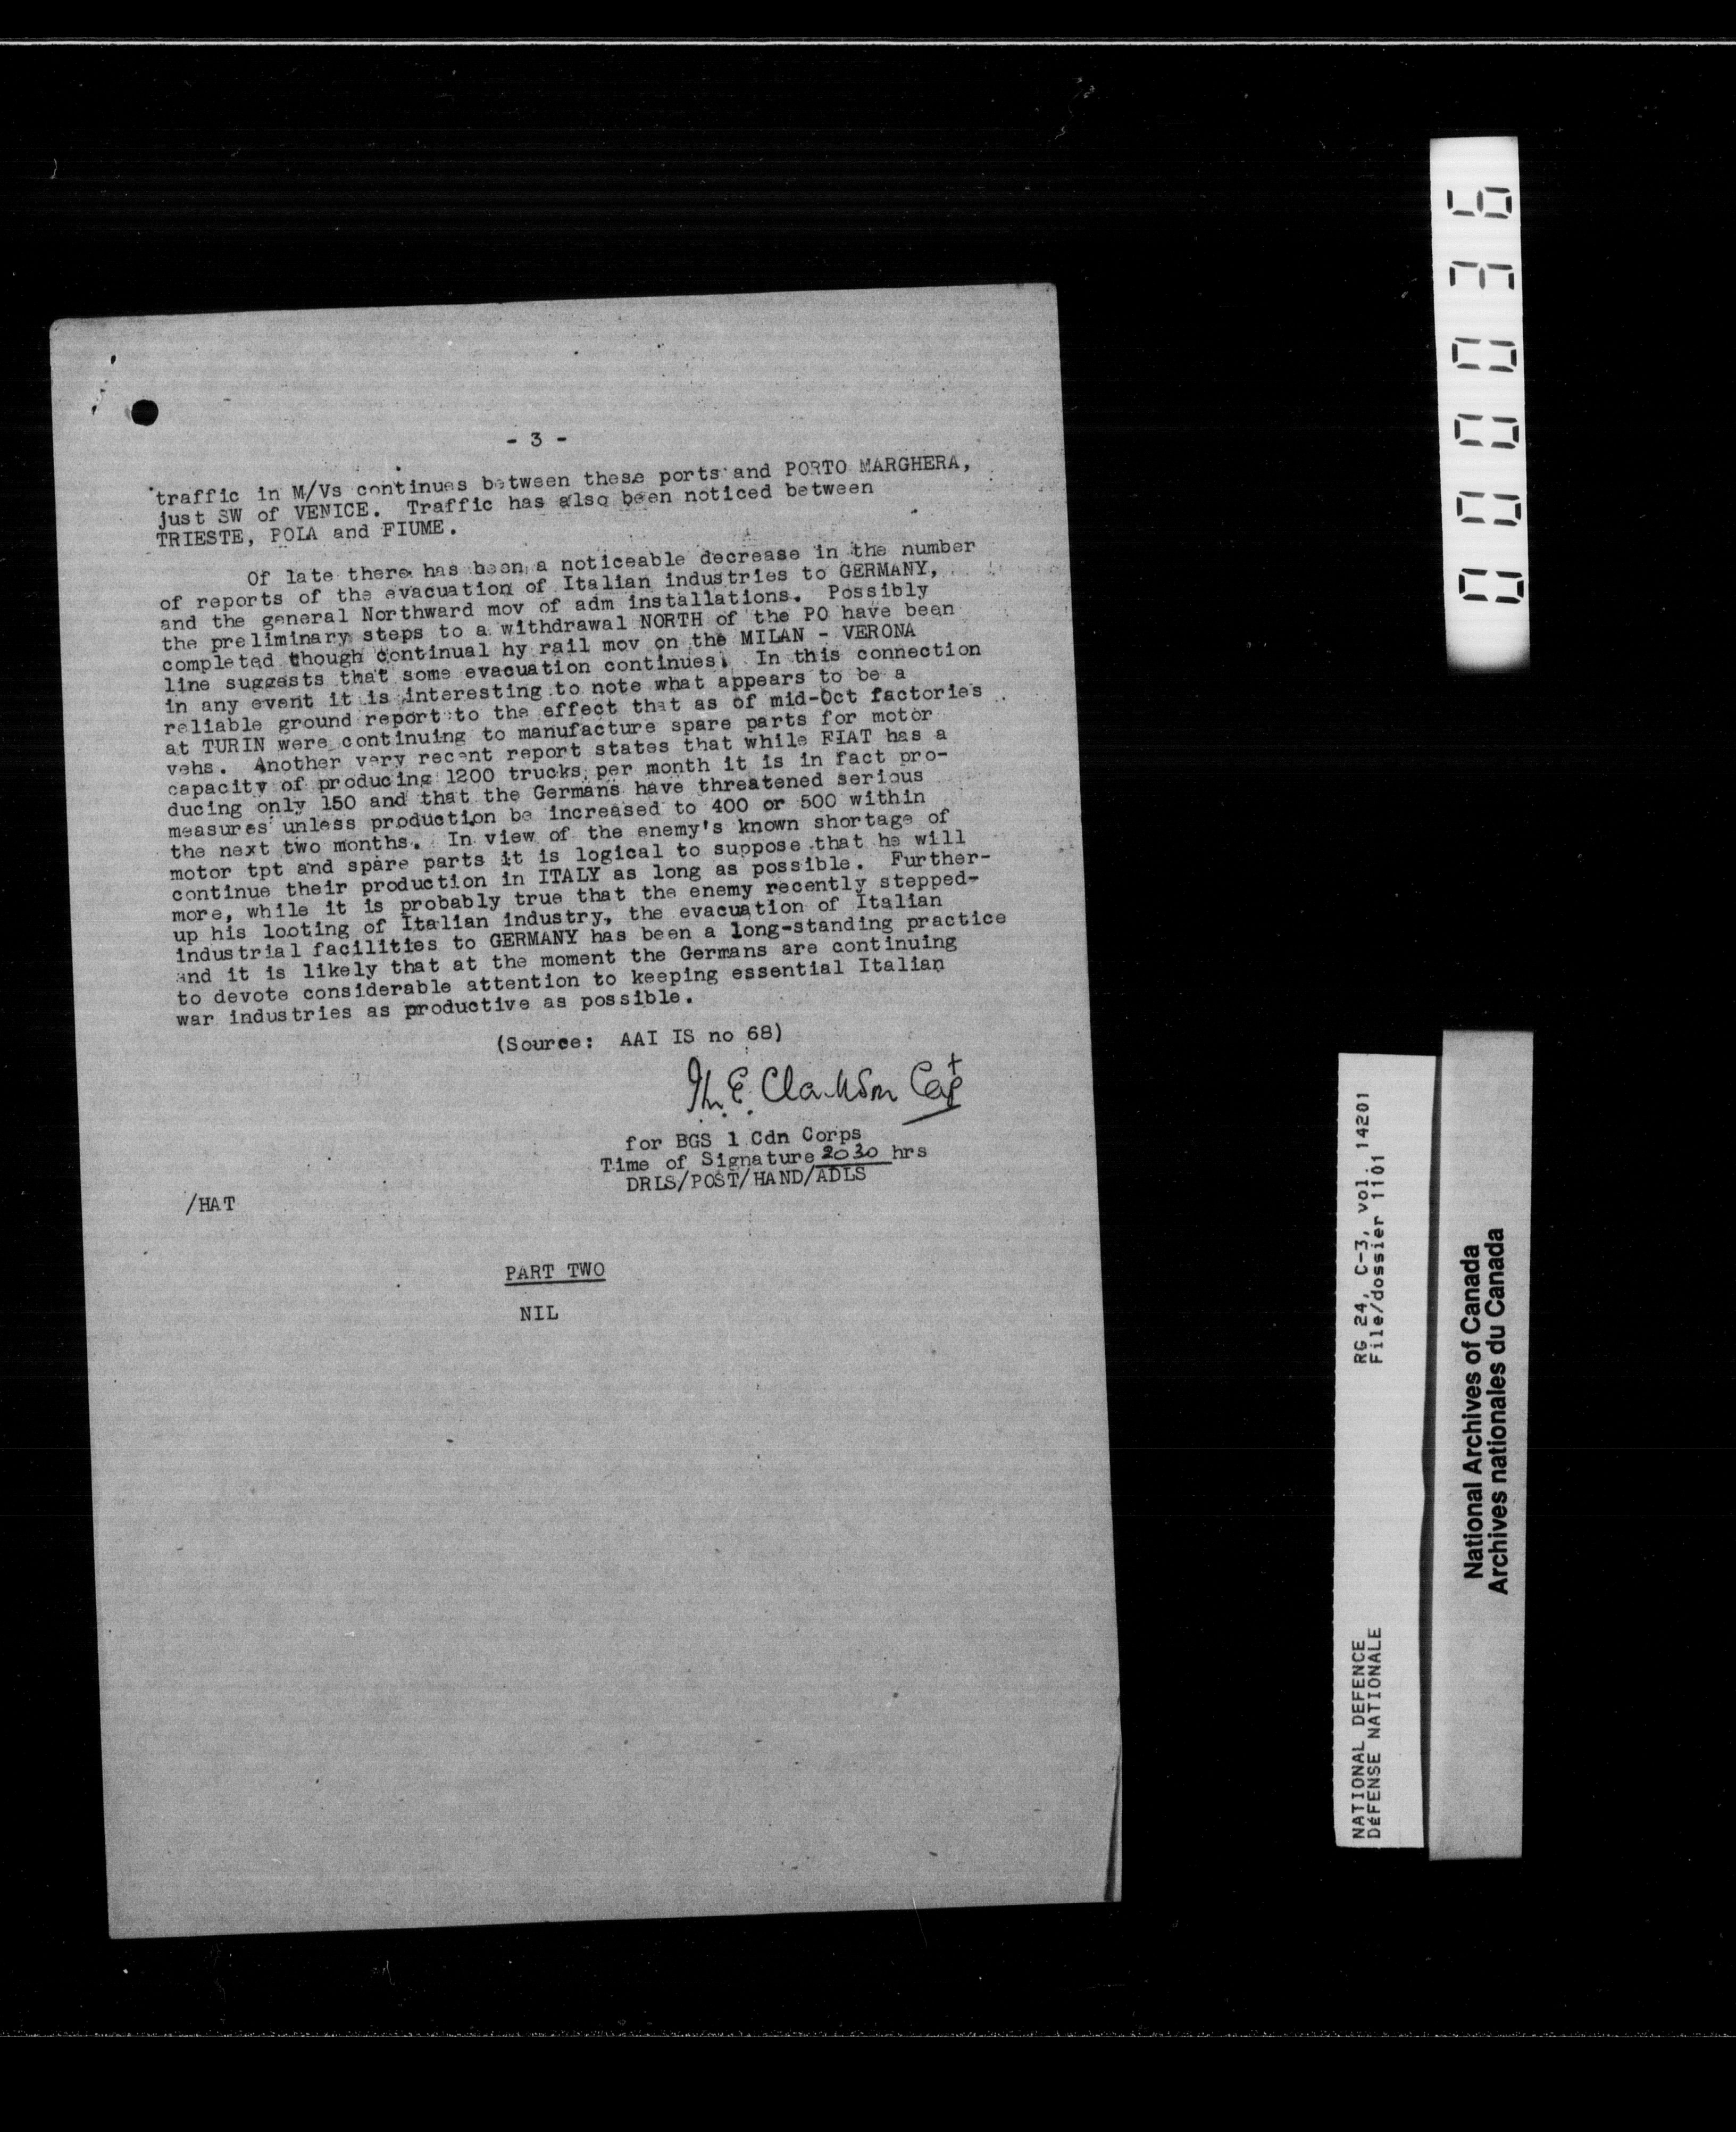 - 3 -
traffic in M/Vs continues between these ports and PORTO MARGHERA,
just SW of VENICE. Traffic has also been noticed between
TRIESTE, POLA and FIUME.
Of late there has been a noticeable decrease in the number
of reports of the evacuation of Italian industries to GERMANY,
and the general Northward mov of adm installations. Possibly
the preliminary steps to a withdrawal NORTH of the PO have been
completed though continual hy rail mov on the MILAN - VERONA
line suggests that some evacuation continues. In this connection
in any event it is interesting to note what appears to be a
reliable ground report to the effect that as of mid-Oct factories
at TURIN were continuing to manufacture spare parts for motor
vehs. Another very recent report states that while FIAT has a
capacity of producing 1200 trucks per month it is in fact pro-
ducing only 150 and that the Germans have threatened serious
measures unless production be increased to 400 or 500 within
the next two months. In view of the enemy's known shortage of
motor tpt and spare parts it is logical to suppose that he will
continue their production in ITALY as long as possible. Further-
more, while it is probably true that the enemy recently stepped-
up his looting of Italian industry, the evacuation of Italian
industrial facilities to GERMANY has been a long-standing practice
and it is likely that at the moment the Germans are continuing
to devote considerable attention to keeping essential Italian
war industries as productive as possible.
(Source: AAI IS no 68)
E. Clarkson Capt
for BGS 1 Cdn Corps
Time of Signature 2030 hrs
DRLS/POST/HAND/ADLS
/HAT
PART TWO
NIL
000036
RG 24, C-3, vol. 14201
File/dossier 1101
NATIONAL DEFENCE
DéFENSE NATIONALE
National Archives of Canada
Archives nationales du Canada